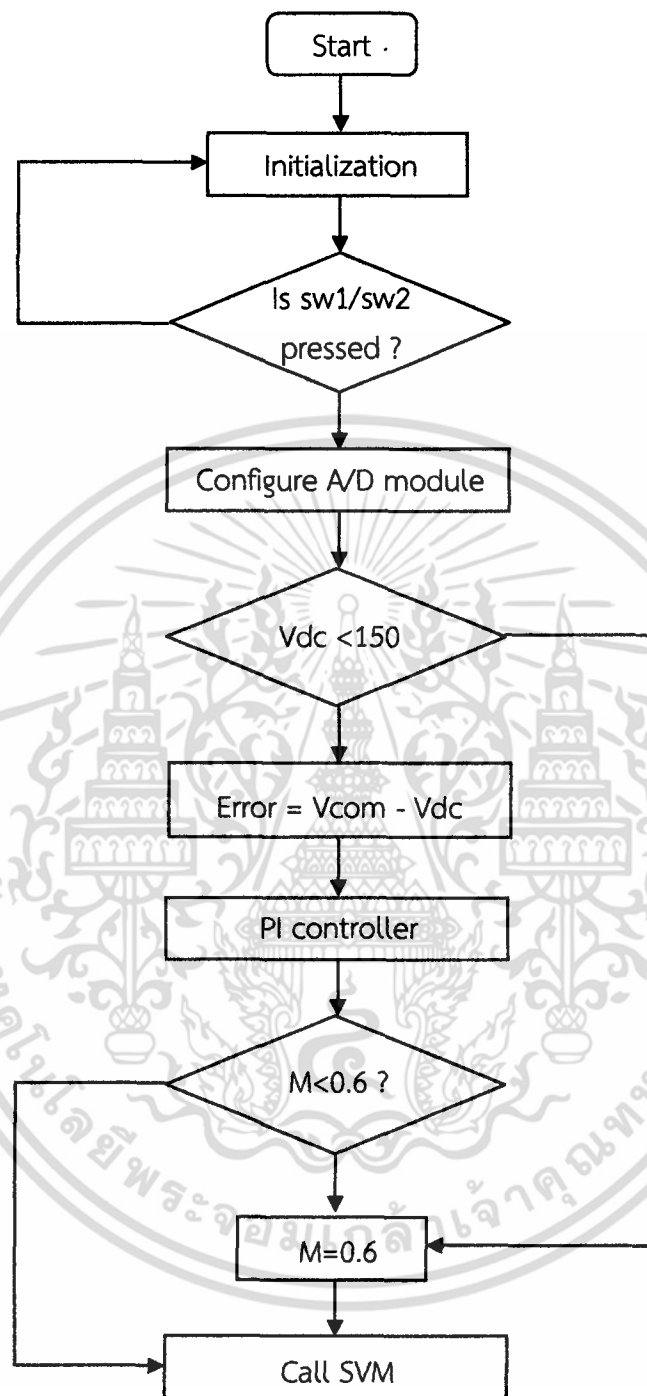 Start
Initialization
Is sw1/sw2
pressed ?
Configure A/D module
Vdc <150
Error = Vcom - Vdc
PI controller
M<0.6 ?
M=0.6
Call SVM